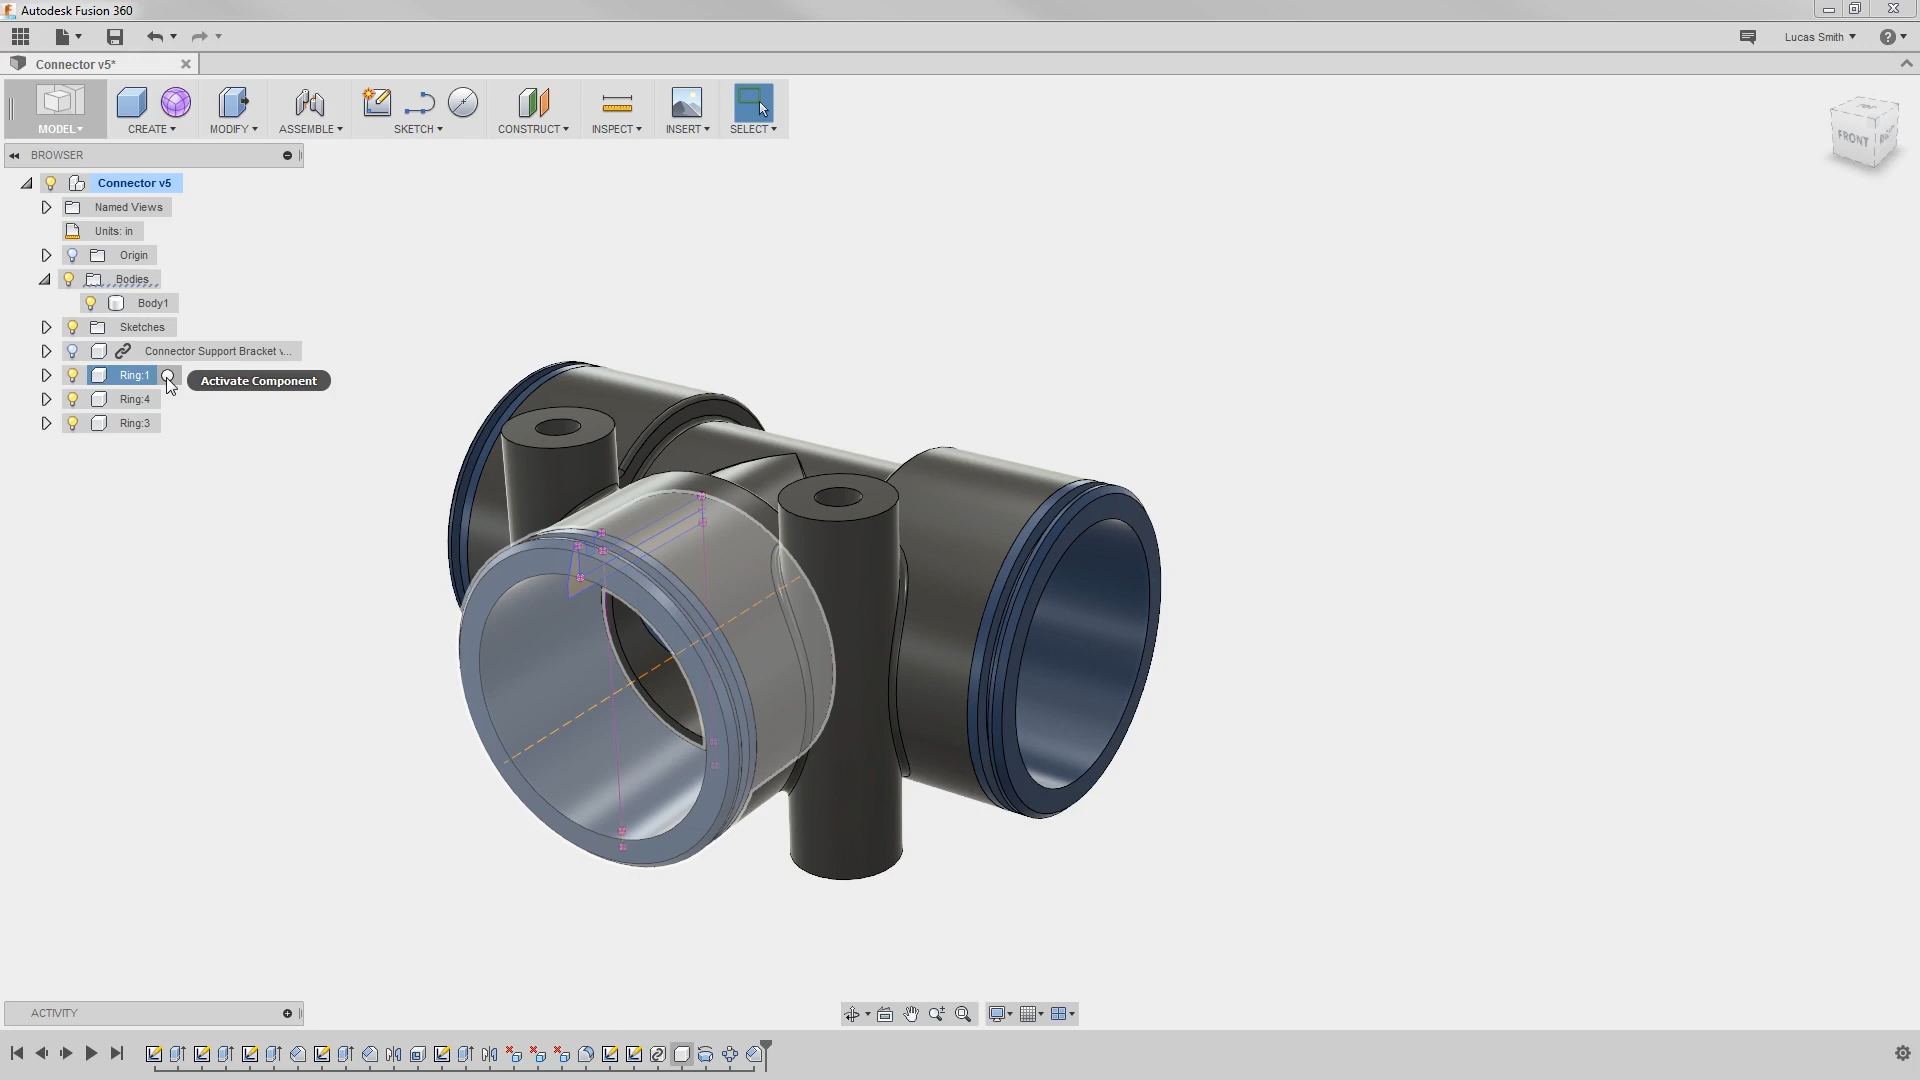 Autodesk Fusion 360
Lucas Smith
Connector v5*
MODEL
CREATE
MODIFY
ASSEMBLE
SKETCH
CONSTRUCT
INSPECT
INSERT
SELECT
FRONT
BROWSER
Connector v5
Named Views
Units: in
Origin
Bodies
Body1
Sketches
Connector Support Bracket v...
Ring:1
Activate Component
Ring:4
Ring:3
ACTIVITY